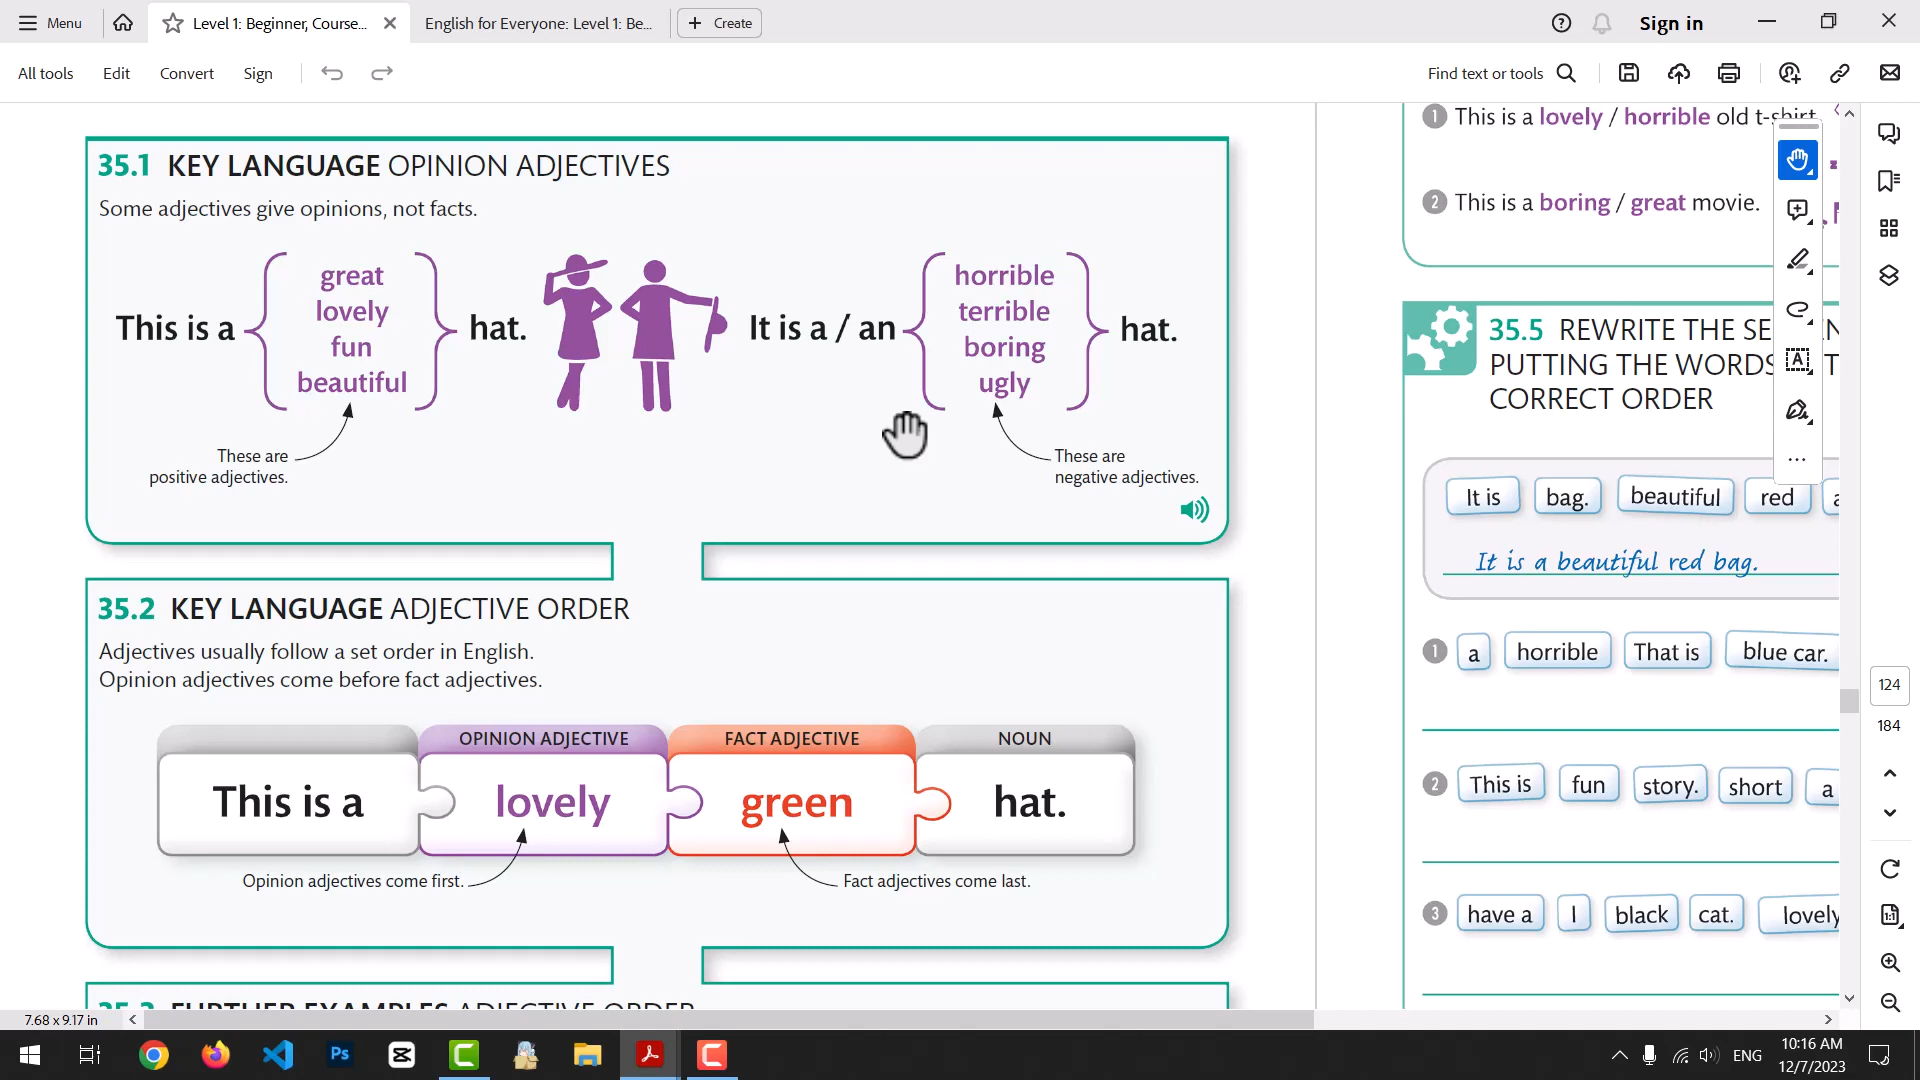 Menu
Level 1: Beginner, Course...
English for Everyone: Level 1: Be...
Create
Sign in
All tools
Edit
Convert
Sign
Find text or tools
35.1 KEY LANGUAGE OPINION ADJECTIVES
Some adjectives give opinions, not facts.
This is a
great
lovely
fun
beautiful
hat.
It is a / an
horrible
terrible
boring
ugly
hat.
These are
positive adjectives.
These are
negative adjectives.
35.2 KEY LANGUAGE ADJECTIVE ORDER
Adjectives usually follow a set order in English.
Opinion adjectives come before fact adjectives.
OPINION ADJECTIVE
FACT ADJECTIVE
NOUN
This is a
lovely
green
hat.
Opinion adjectives come first.
Fact adjectives come last.
FURTHER EXAMPLES ADJECTIVE ORDER
1 This is a lovely / horrible old t-shirt
2 This is a boring / great movie.
35.5 REWRITE THE SE
PUTTING THE WORDS
CORRECT ORDER
It is bag. beautiful red
It is a beautiful red bag.
1 a horrible That is blue car.
2 This is fun story. short a
3 have a I black cat. lovely
124
184
7.68 x 9.17 in
ENG
10:16 AM
12/7/2023